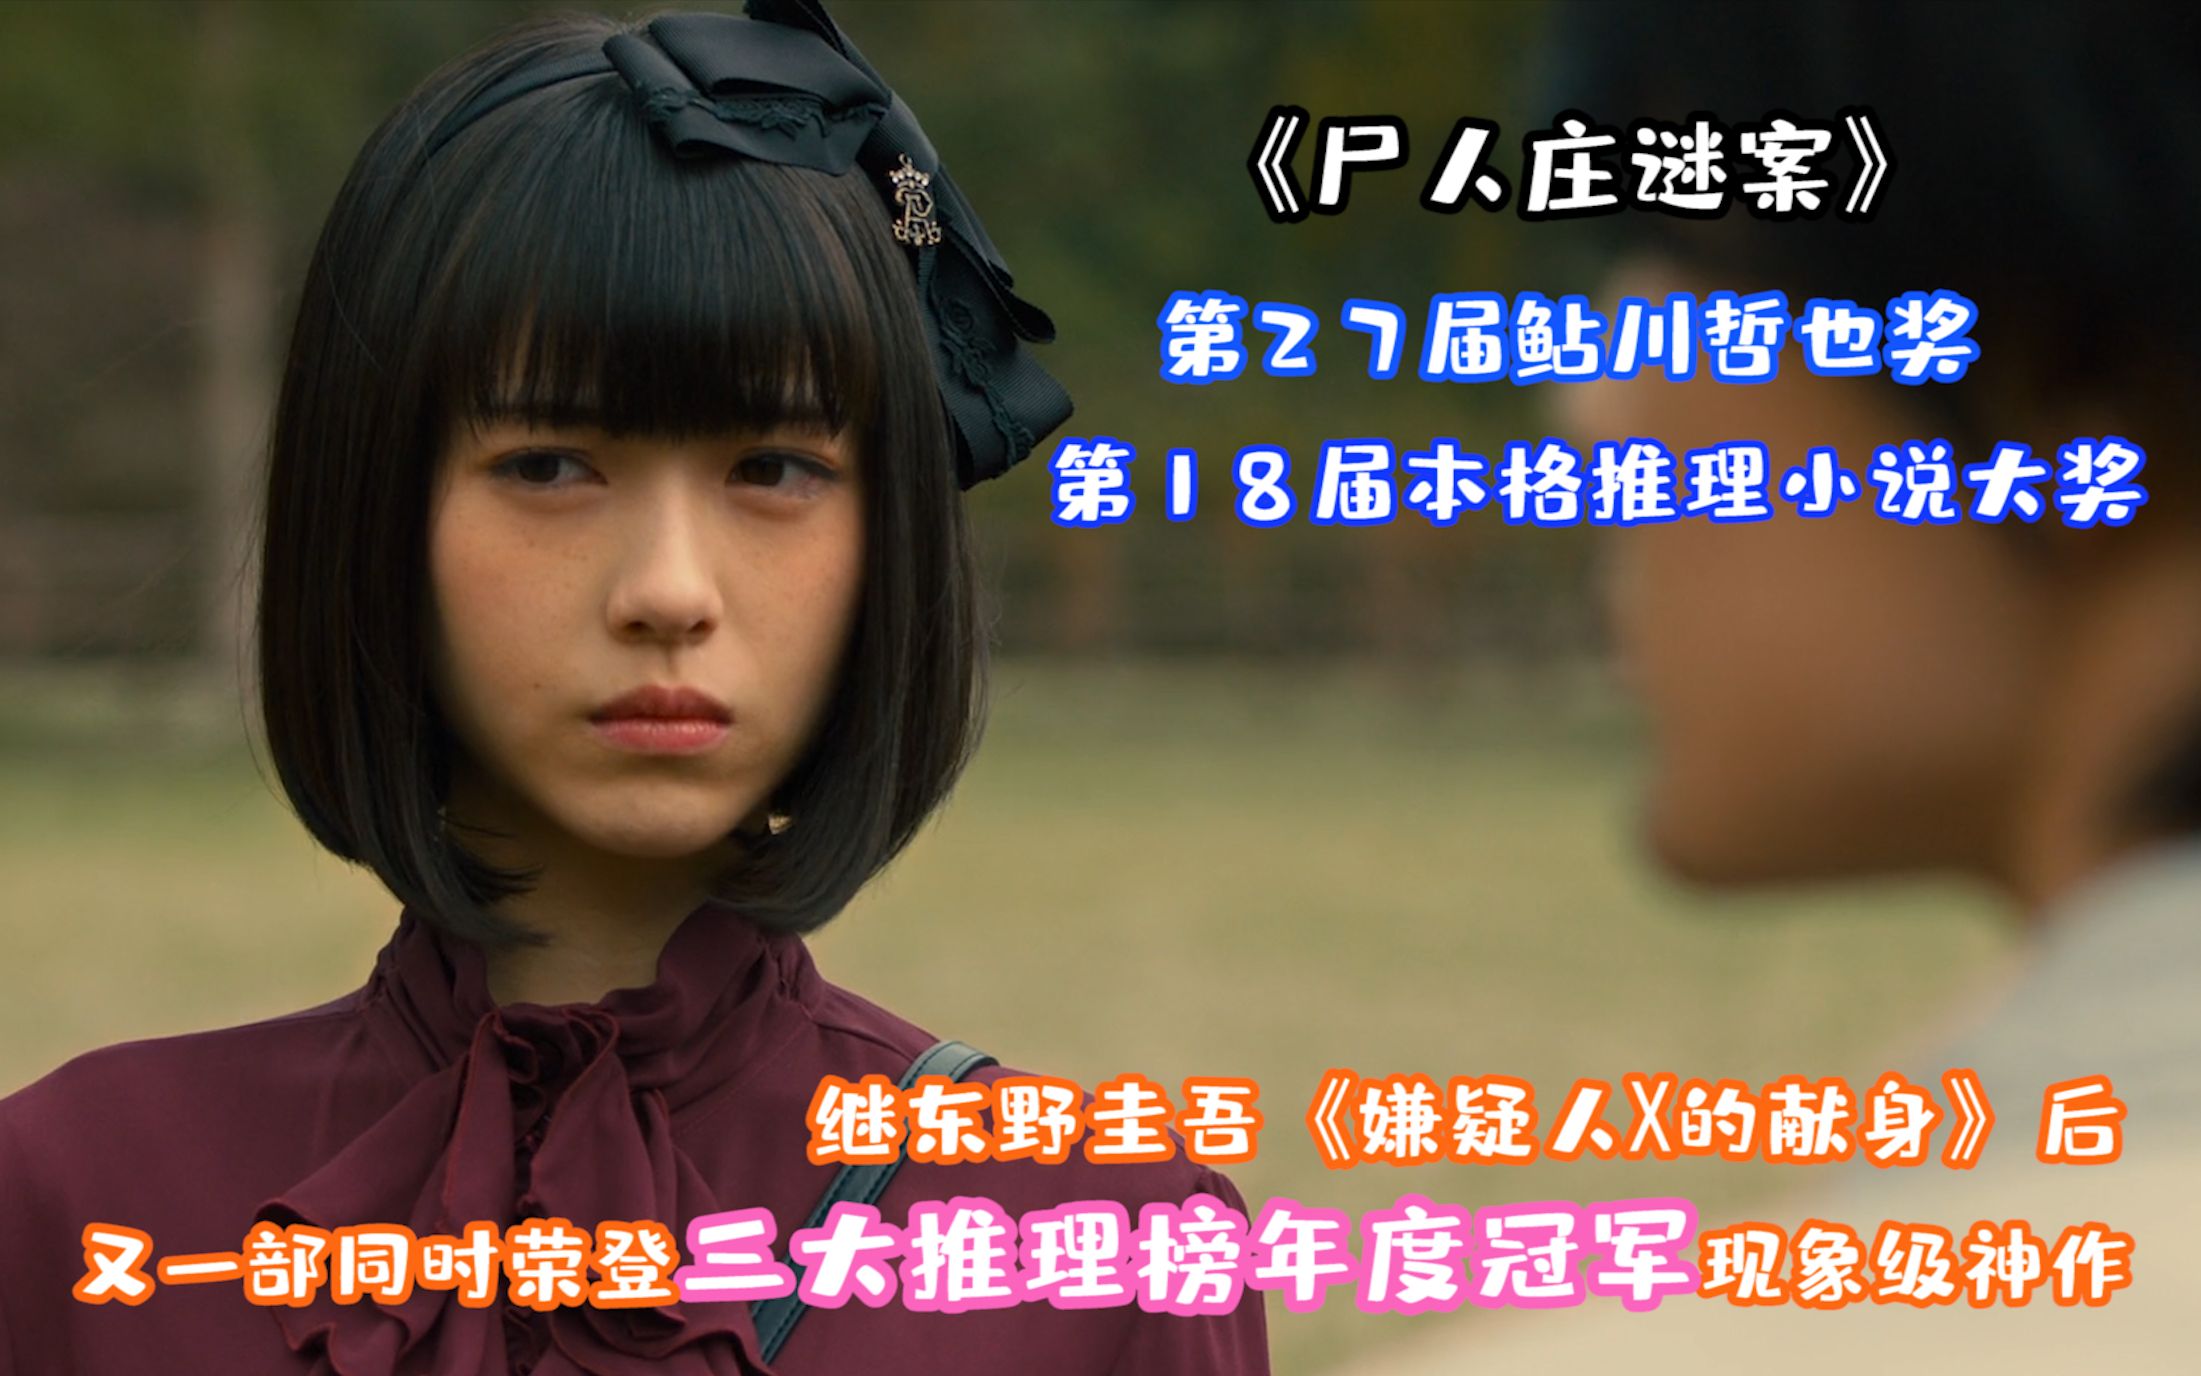 《尸人庄谜案》
第27届鲇川哲也奖
第18届本格推理小说大奖
继东野圭吾《嫌疑人X的献身》后
又一部同时荣登三大推理榜年度冠军现象级神作